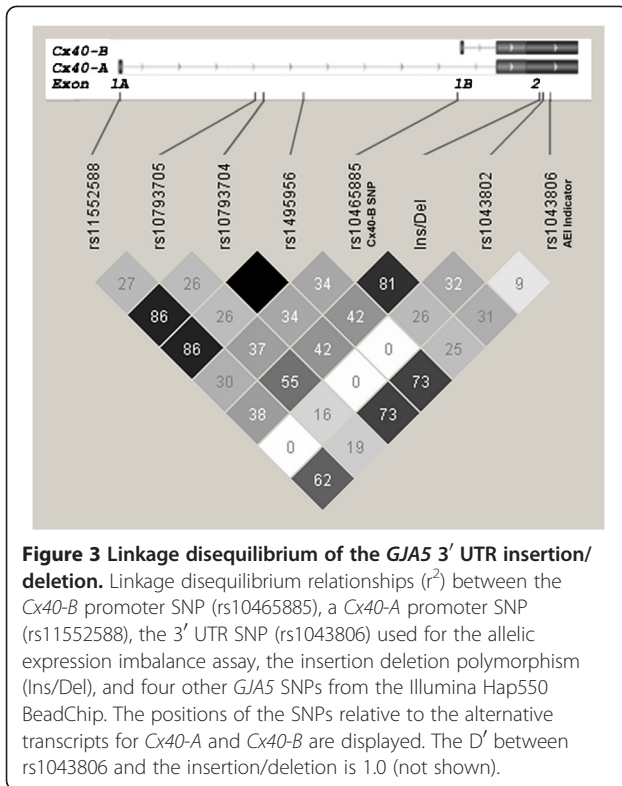 Cx40-B
Cx40-A
Exon 1A 1B 2
rs11552588
rs10793705
rs10793704
rs1495956
rs10465885
Cx40-B SNP
Ins/Del
rs1043802
rs1043806
AEI Indicator
27 26 34 81 32 9
86 26 34 42 26 31
86 37 42 0 25
30 55 0 73
38 16 73
0 19
62
Figure 3 Linkage disequilibrium of the GJA5 3′ UTR insertion/
deletion. Linkage disequilibrium relationships (r²) between the
Cx40-B promoter SNP (rs10465885), a Cx40-A promoter SNP
(rs11552588), the 3′ UTR SNP (rs1043806) used for the allelic
expression imbalance assay, the insertion deletion polymorphism
(Ins/Del), and four other GJA5 SNPs from the Illumina Hap550
BeadChip. The positions of the SNPs relative to the alternative
transcripts for Cx40-A and Cx40-B are displayed. The D′ between
rs1043806 and the insertion/deletion is 1.0 (not shown).